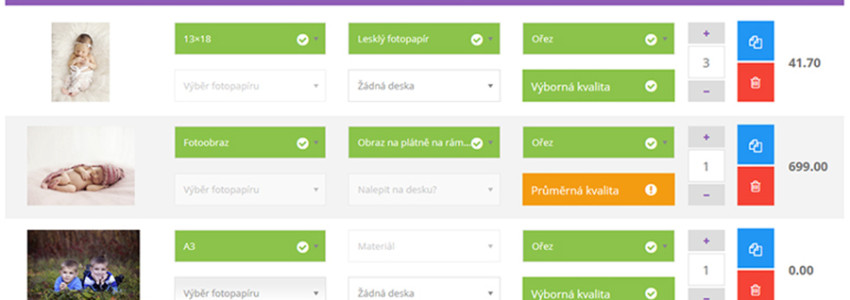 13×18 Lesklý fotopapír Ořez + 3 - 41.70
Výběr fotopapíru Žádná deska Výborná kvalita
Fotoobraz Obraz na plátně na rám... Ořez + 1 - 699.00
Výběr fotopapíru Nalepit na desku? Průměrná kvalita
A3 Materiál Ořez + 1 0.00
Výběr fotopapíru Žádná deska Výborná kvalita